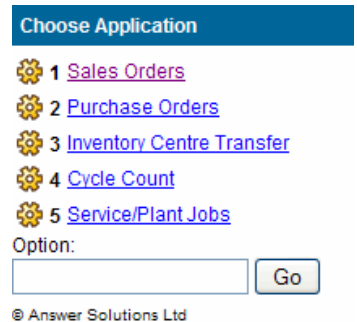 Choose Application
1 Sales Orders
2 Purchase Orders
3 Inventory Centre Transfer
4 Cycle Count
5 Service/Plant Jobs
Option:
Go
© Answer Solutions Ltd